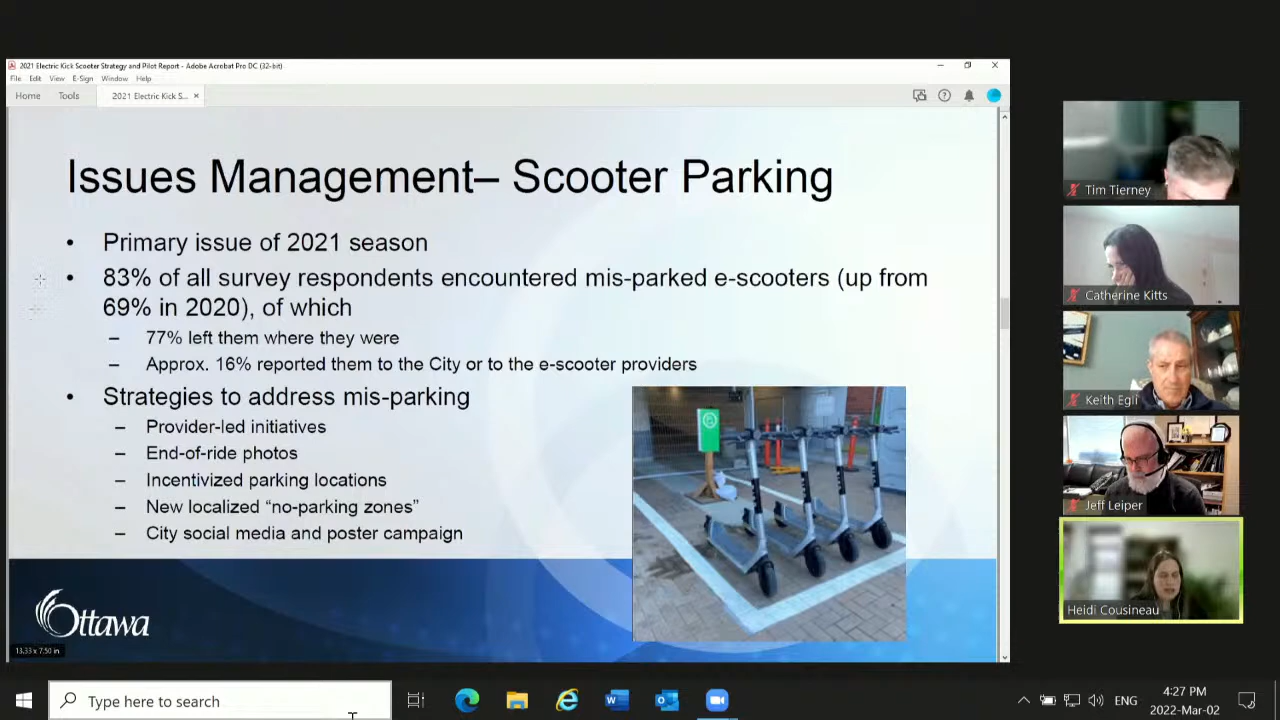 2021 Electric Kick Scooter Strategy and Pilot Report - Adobe Acrobat Pro DC (32-bit)
File Edit View E-Sign Window Help
Home Tools 2021 Electric Kick S... ×
Issues Management– Scooter Parking
• Primary issue of 2021 season
• 83% of all survey respondents encountered mis-parked e-scooters (up from
69% in 2020), of which
– 77% left them where they were
– Approx. 16% reported them to the City or to the e-scooter providers
• Strategies to address mis-parking
– Provider-led initiatives
– End-of-ride photos
– Incentivized parking locations
– New localized “no-parking zones”
– City social media and poster campaign
Ottawa
13.33 x 7.50 in
Tim Tierney
Catherine Kitts
Keith Egli
Jeff Leiper
Heidi Cousineau
Type here to search
ENG
4:27 PM
2022-Mar-02